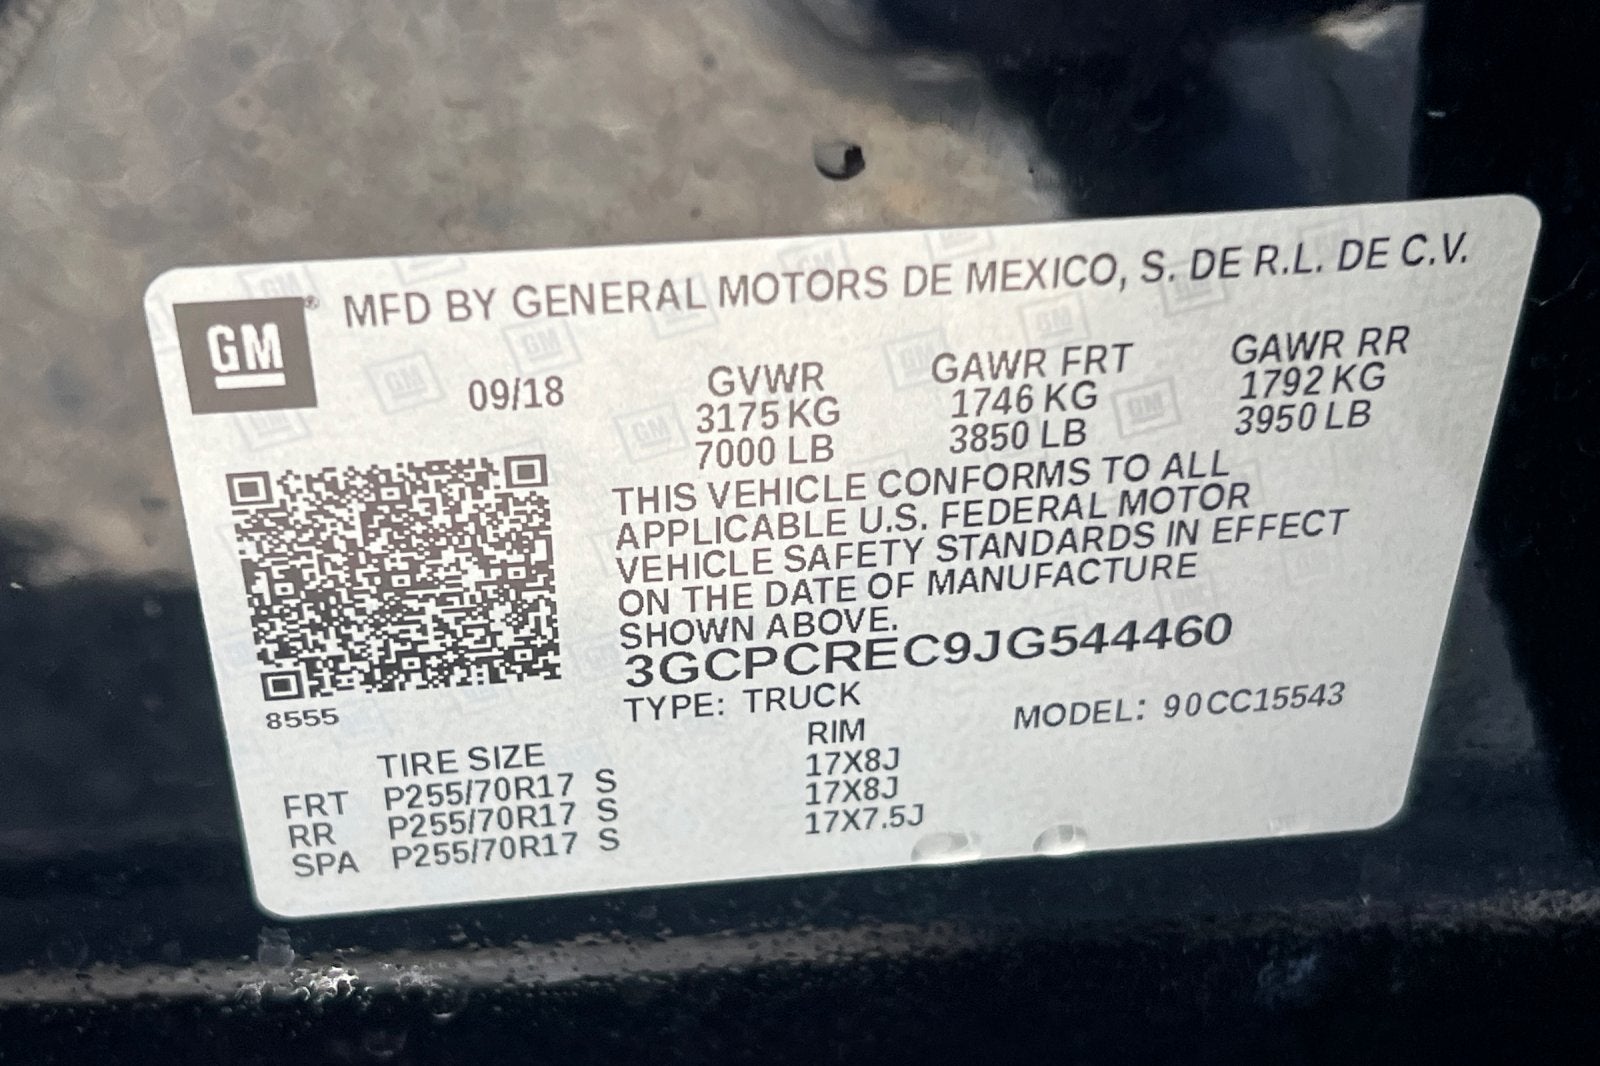 GM® MFD BY GENERAL MOTORS DE MEXICO, S. DE R.L. DE C.V.
09/18 GVWR GAWR FRT GAWR RR
3175 KG 1746 KG 1792 KG
7000 LB 3850 LB 3950 LB
THIS VEHICLE CONFORMS TO ALL
APPLICABLE U.S. FEDERAL MOTOR
VEHICLE SAFETY STANDARDS IN EFFECT
ON THE DATE OF MANUFACTURE
SHOWN ABOVE.
3GCPCREC9JG544460
8555
TYPE: TRUCK MODEL: 90CC15543
TIRE SIZE RIM
FRT P255/70R17 S 17X8J
RR P255/70R17 S 17X8J
SPA P255/70R17 S 17X7.5J